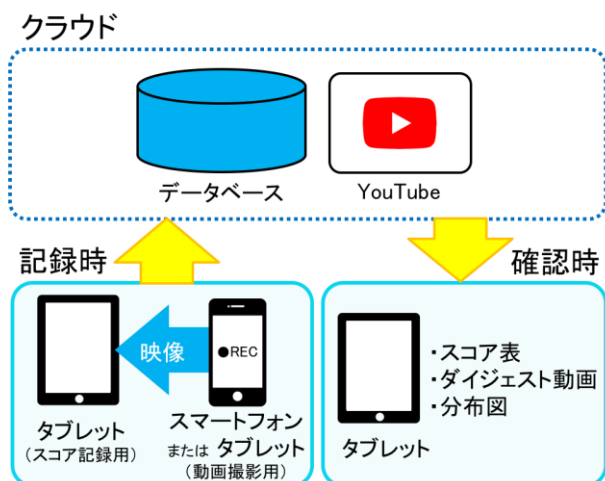 クラウド
データベース
YouTube
記録時
確認時
映像
●REC
タブレット
（スコア記録用）
スマートフォン
または タブレット
（動画撮影用）
・スコア表
・ダイジェスト動画
・分布図
タブレット